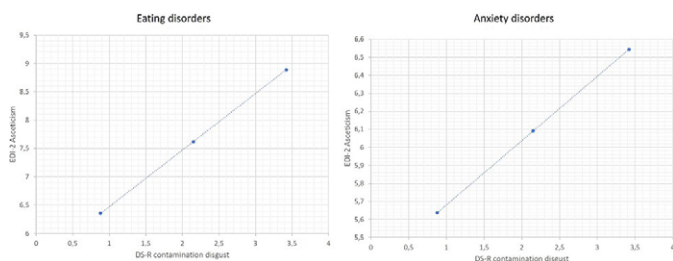 Eating disorders
9,5
9
8,5
8
7,5
7
6,5
6
EDI-2 Asceticism
0 0,5 1 1,5 2 2,5 3 3,5 4
DS-R contamination disgust
Anxiety disorders
6,6
6,5
6,4
6,3
6,2
6,1
6
5,9
5,8
5,7
5,6
5,5
EDI-2 Asceticism
0 0,5 1 1,5 2 2,5 3 3,5 4
DS-R contamination disgust